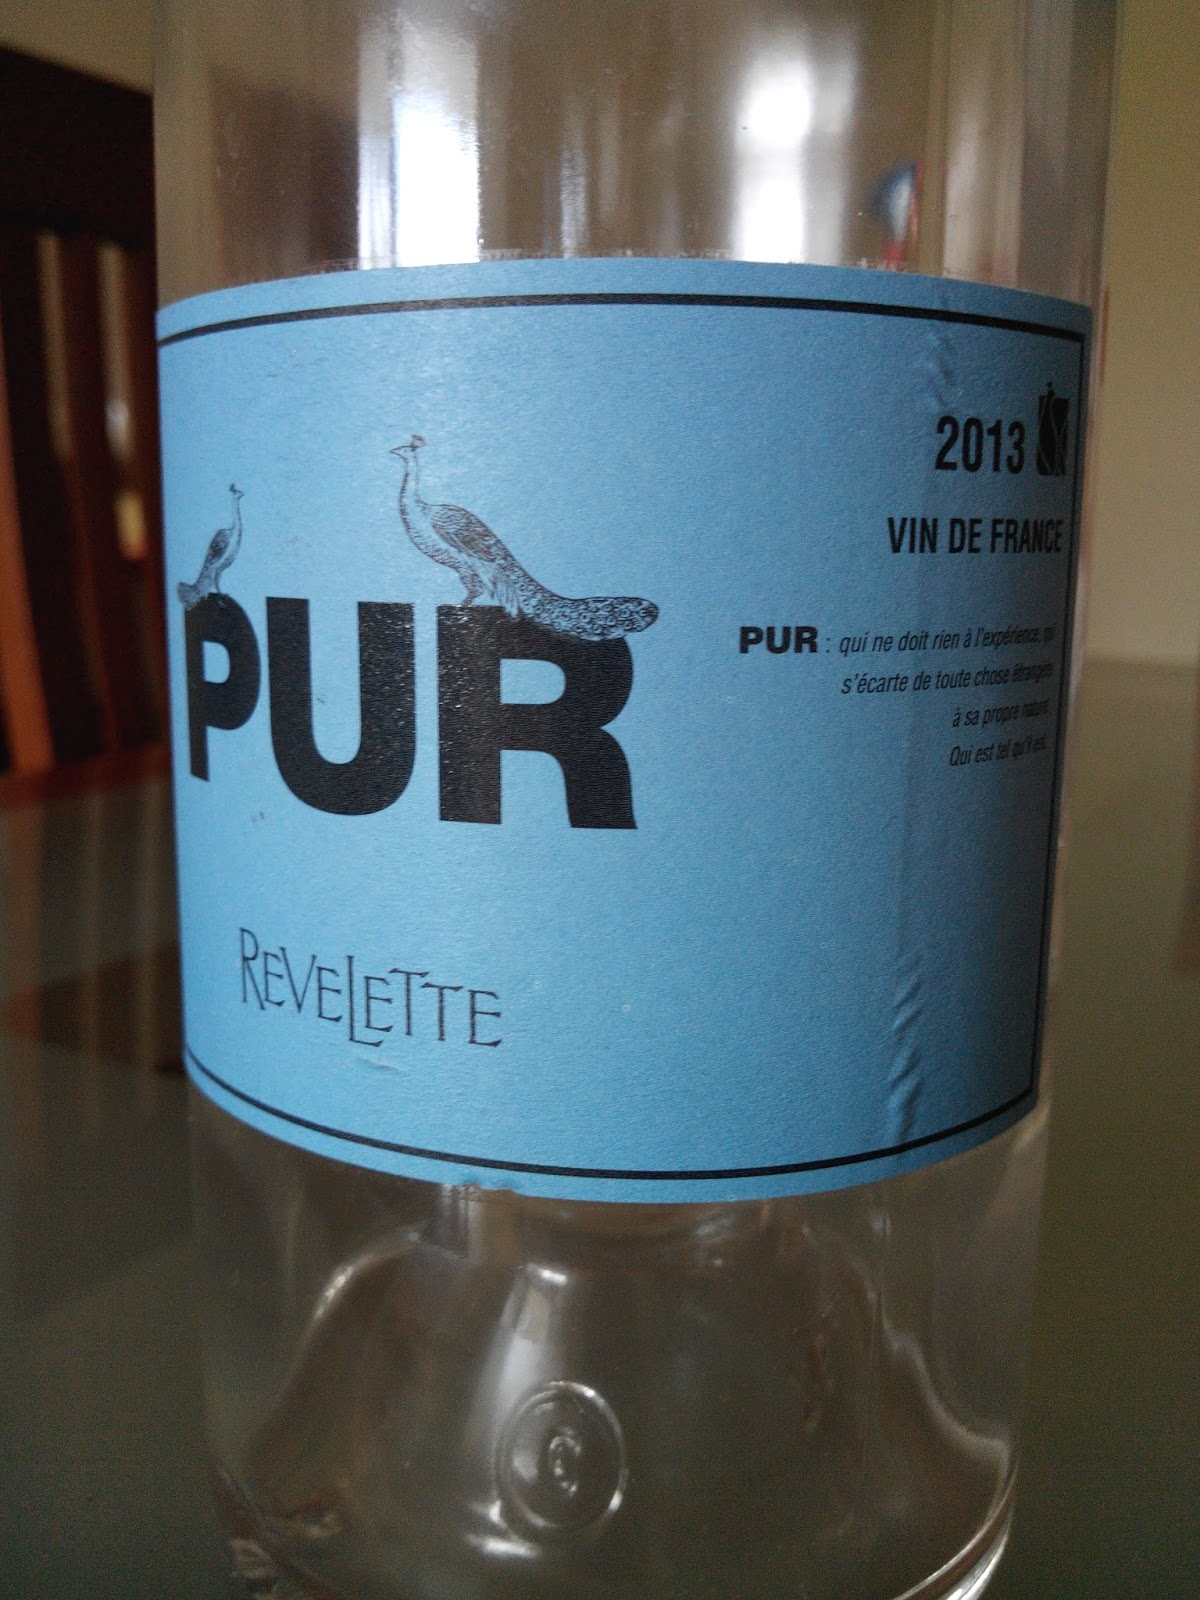 2013
VIN DE FRANCE
PUR
PUR : qui ne doit rien à l'expérience, qui
s'écarte de toute chose étrangère
à sa propre nature.
Qui est tel qu'il est.
REVELETTE